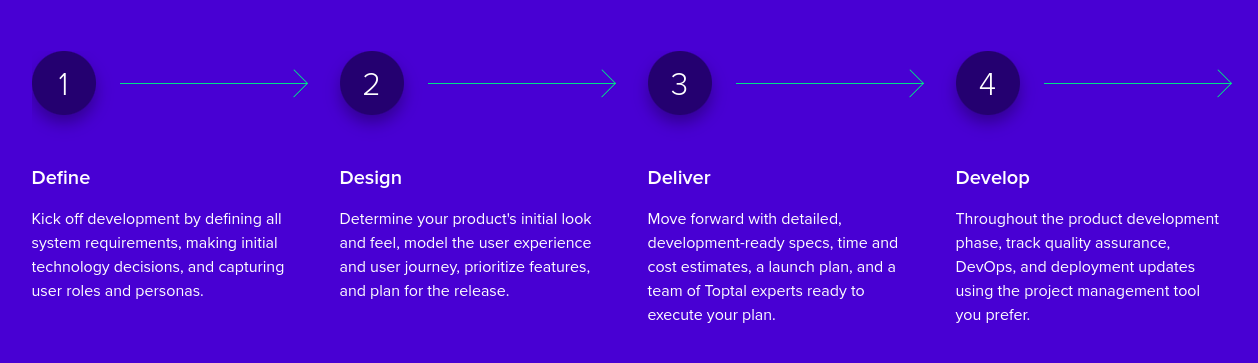 1
2
3
4
Define
Kick off development by defining all
system requirements, making initial
technology decisions, and capturing
user roles and personas.
Design
Determine your product's initial look
and feel, model the user experience
and user journey, prioritize features,
and plan for the release.
Deliver
Move forward with detailed,
development-ready specs, time and
cost estimates, a launch plan, and a
team of Toptal experts ready to
execute your plan.
Develop
Throughout the product development
phase, track quality assurance,
DevOps, and deployment updates
using the project management tool
you prefer.